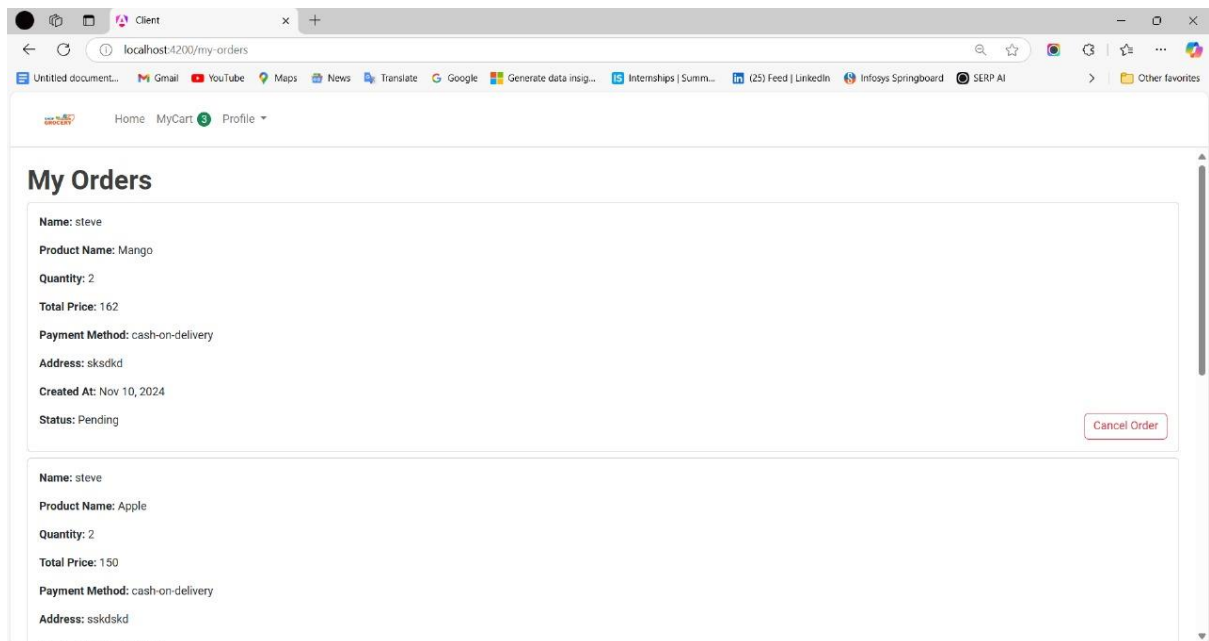 Client
localhost:4200/my-orders
Untitled document... Gmail YouTube Maps News Translate Google Generate data insig... Internships | Summ... (25) Feed | LinkedIn Infosys Springboard SERP AI Other favorites
GROCERY Home MyCart 3 Profile
My Orders
Name: steve
Product Name: Mango
Quantity: 2
Total Price: 162
Payment Method: cash-on-delivery
Address: sksdkd
Created At: Nov 10, 2024
Status: Pending
Cancel Order
Name: steve
Product Name: Apple
Quantity: 2
Total Price: 150
Payment Method: cash-on-delivery
Address: sskdskd